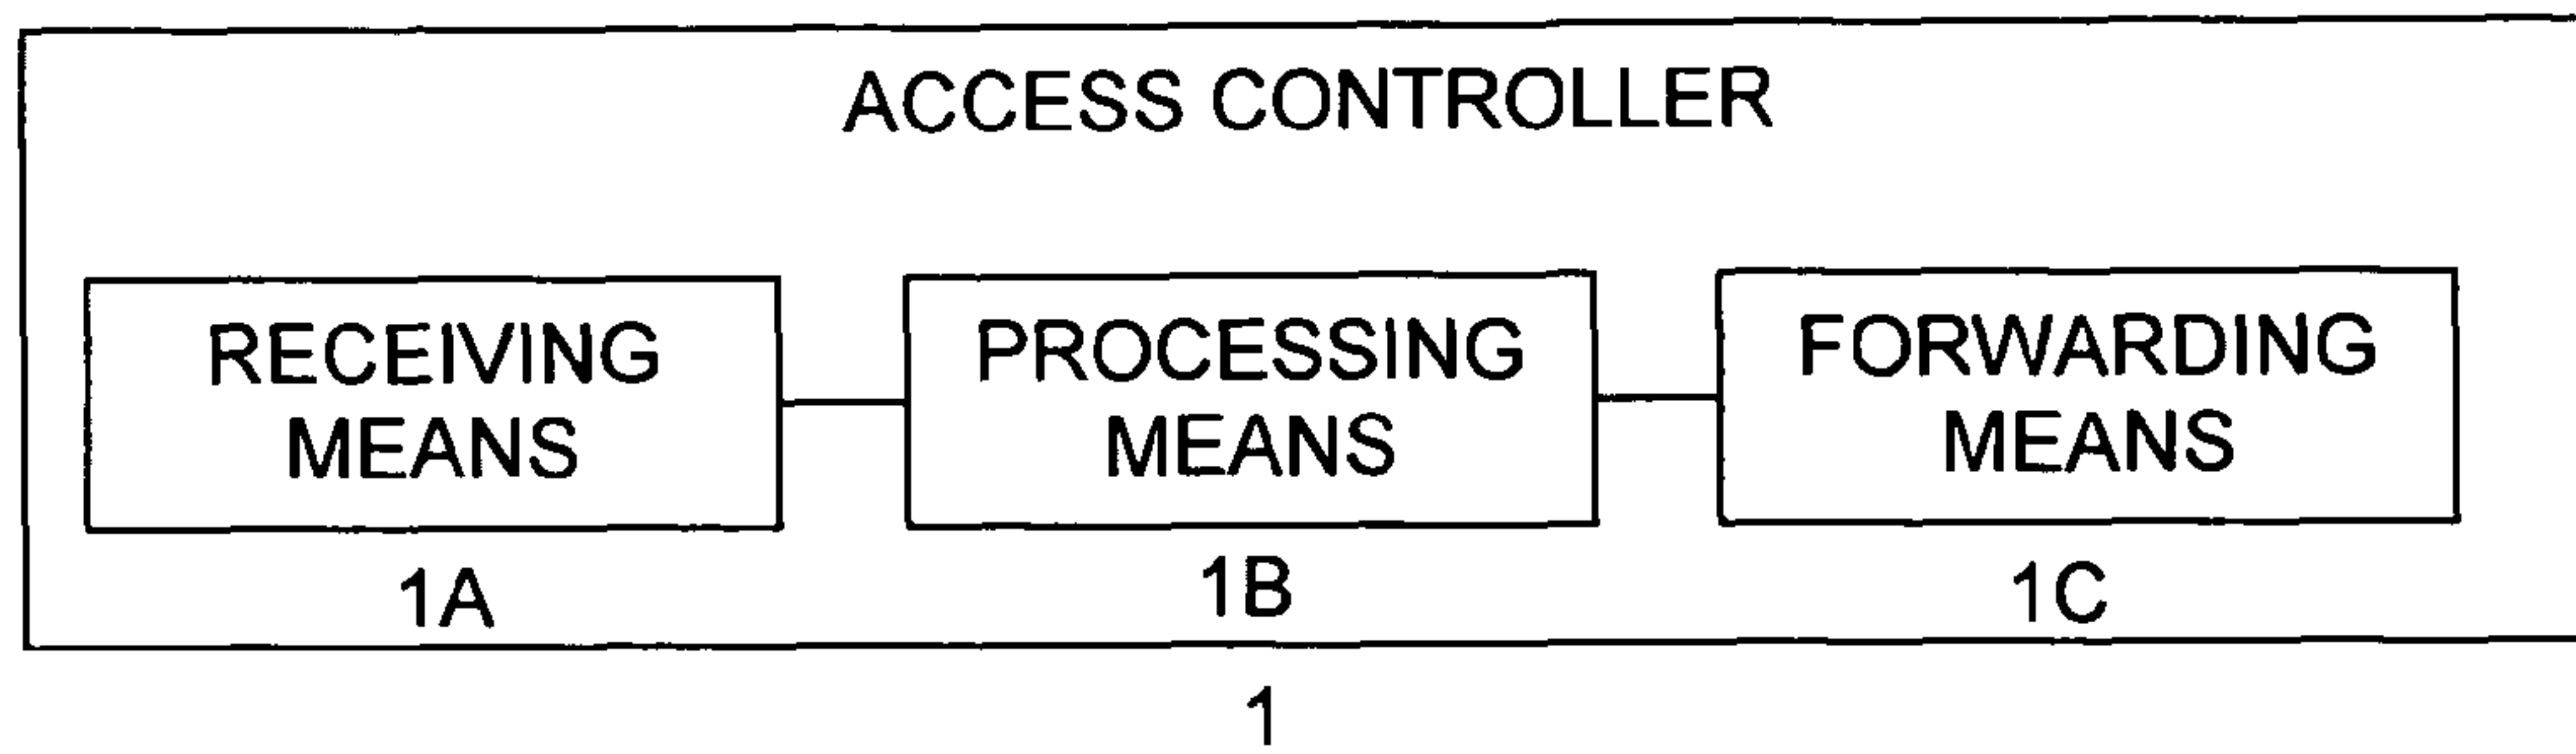 ACCESS CONTROLLER
RECEIVING
MEANS
PROCESSING
MEANS
FORWARDING
MEANS
1A
1B
1C
1